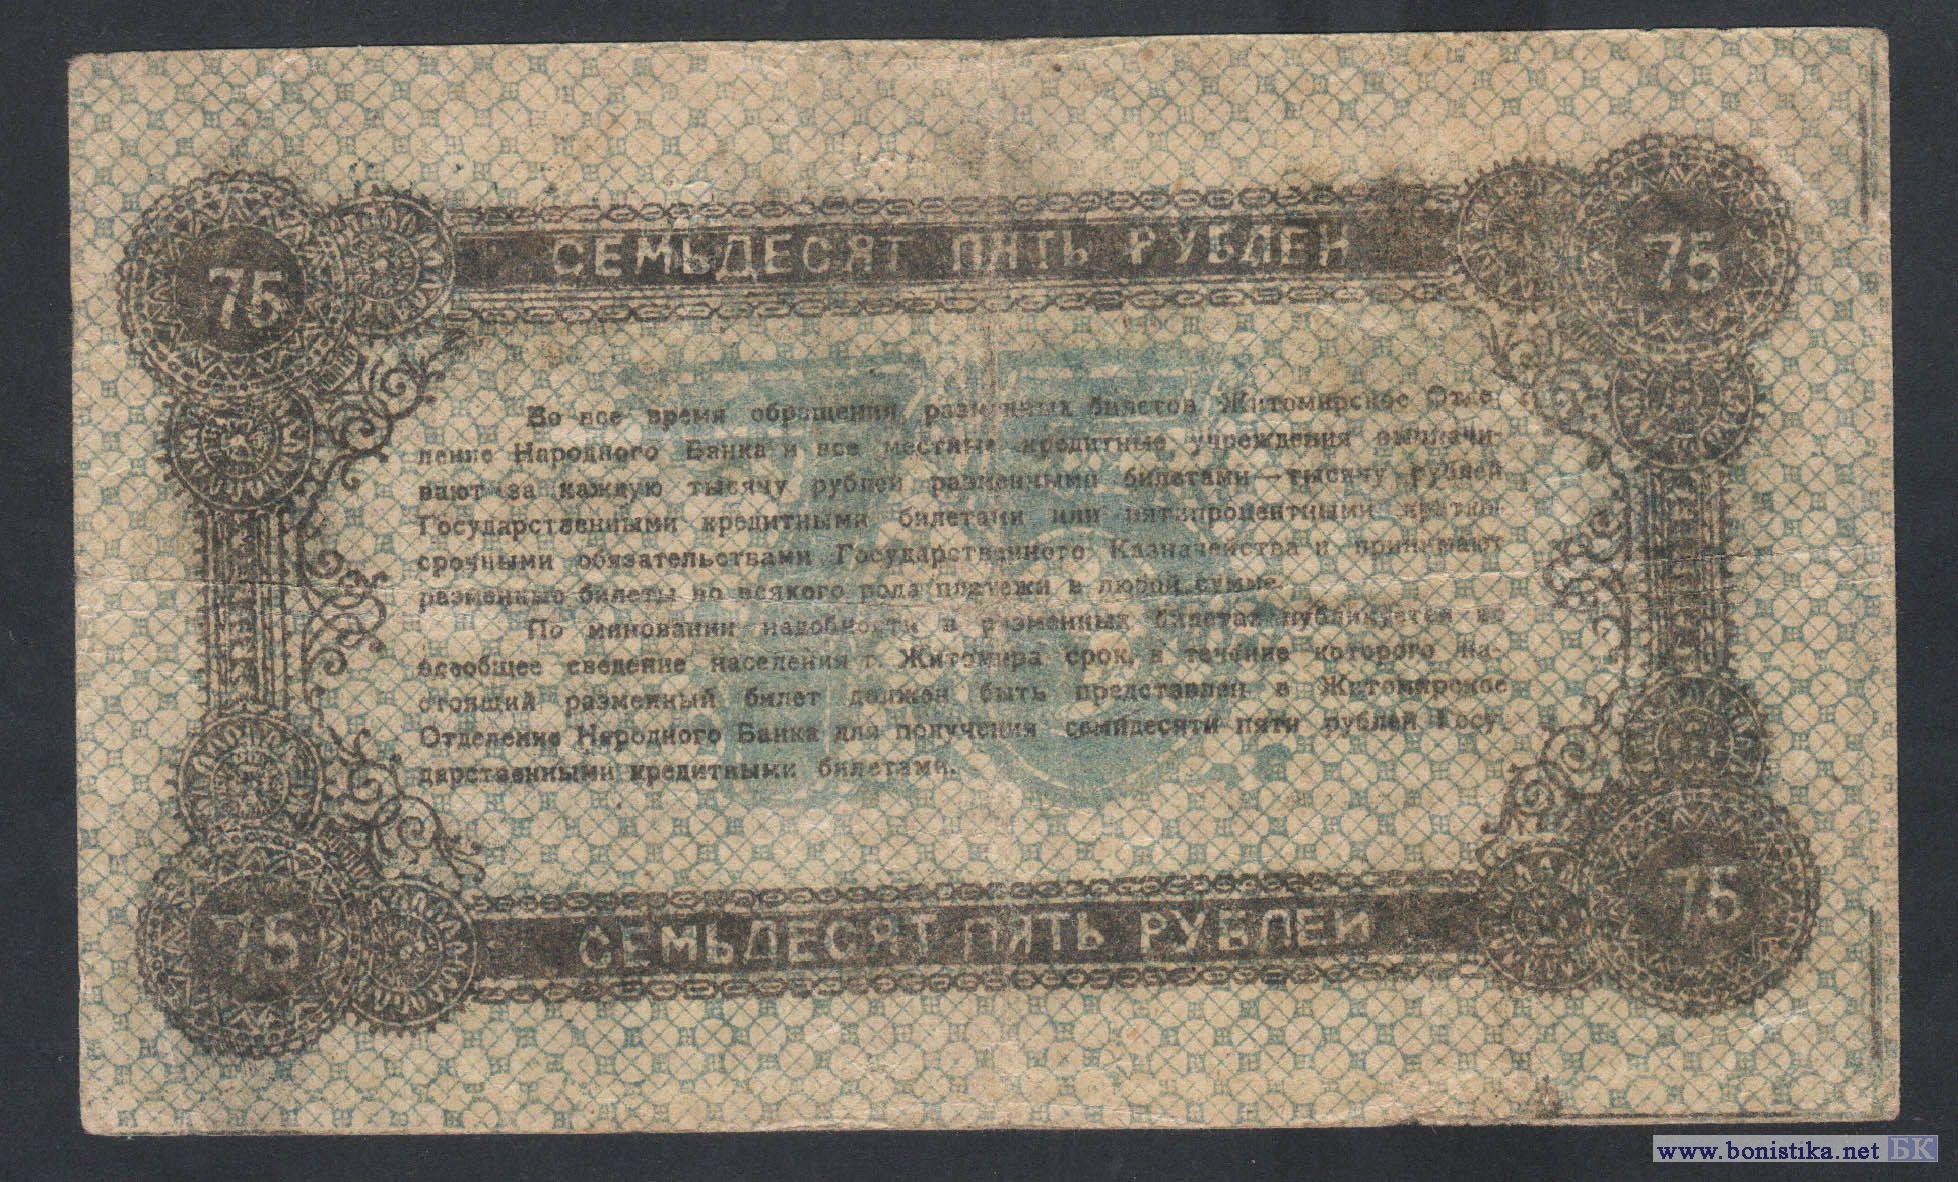 75 СЕМЬДЕСЯТ ПЯТЬ РУБЛЕЙ 75
Во все время обращения разменных билетов Житомирское Отде-
ление Народного Банка и все местные кредитные учреждения выплачи-
вают за каждую тысячу рублей разменными билетами—тысячу рублей
Государственными кредитными билетами или пятипроцентными кратко-
срочными обязательствами Государственного Казначейства и принимают
разменные билеты во всякого рода платежи в любой сумме.
По миновании надобности в разменных билетах публикуется во
всеобщее сведение населения г. Житомира срок, в течение которого на-
стоящий разменный билет должен быть представлен в Житомирское
Отделение Народного Банка для получения семидесяти пяти рублей Госу-
дарственными кредитными билетами.
75 СЕМЬДЕСЯТ ПЯТЬ РУБЛЕЙ 75
www.bonistika.net БК